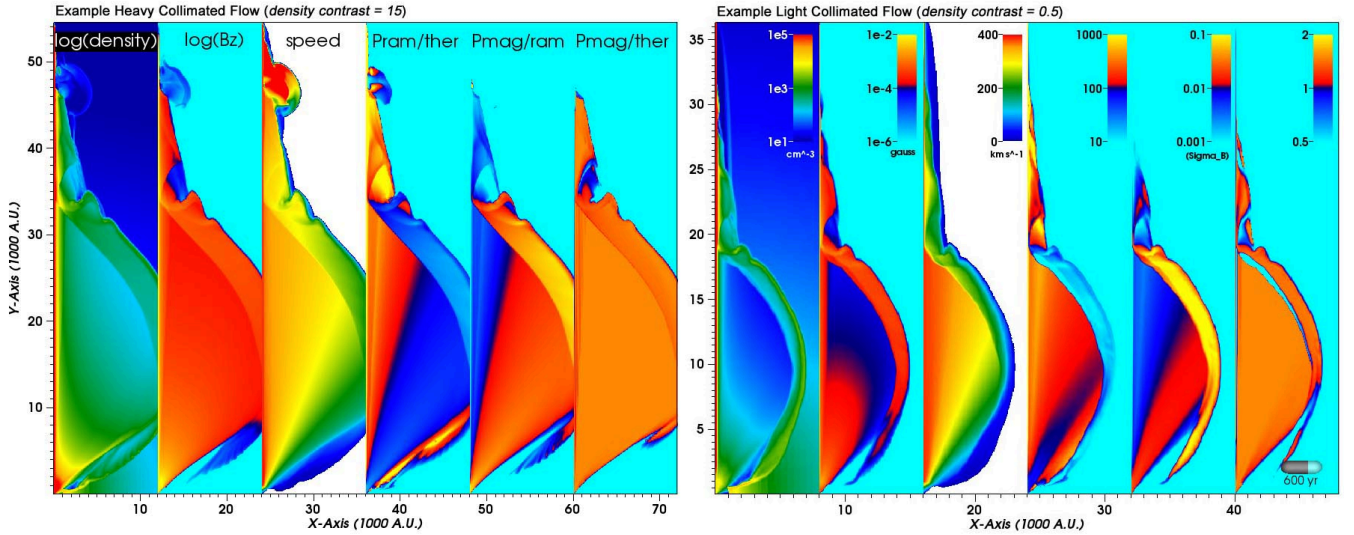 Example Heavy Collimated Flow (density contrast = 15)
Example Light Collimated Flow (density contrast = 0.5)
log(density) log(Bz) speed Pram/ther Pmag/ram Pmag/ther
50
40
30
20
10
Y-Axis (1000 A.U.)
10 20 30 40 50 60 70
X-Axis (1000 A.U.)
35
30
25
20
15
10
5
1e5
1e3
1e1
cm^-3
1e-2
1e-4
1e-6
gauss
400
200
0
km s^-1
1000
100
10
0.1
0.01
0.001
(Sigma_B)
2
1
0.5
600 yr
10 20 30 40
X-Axis (1000 A.U.)